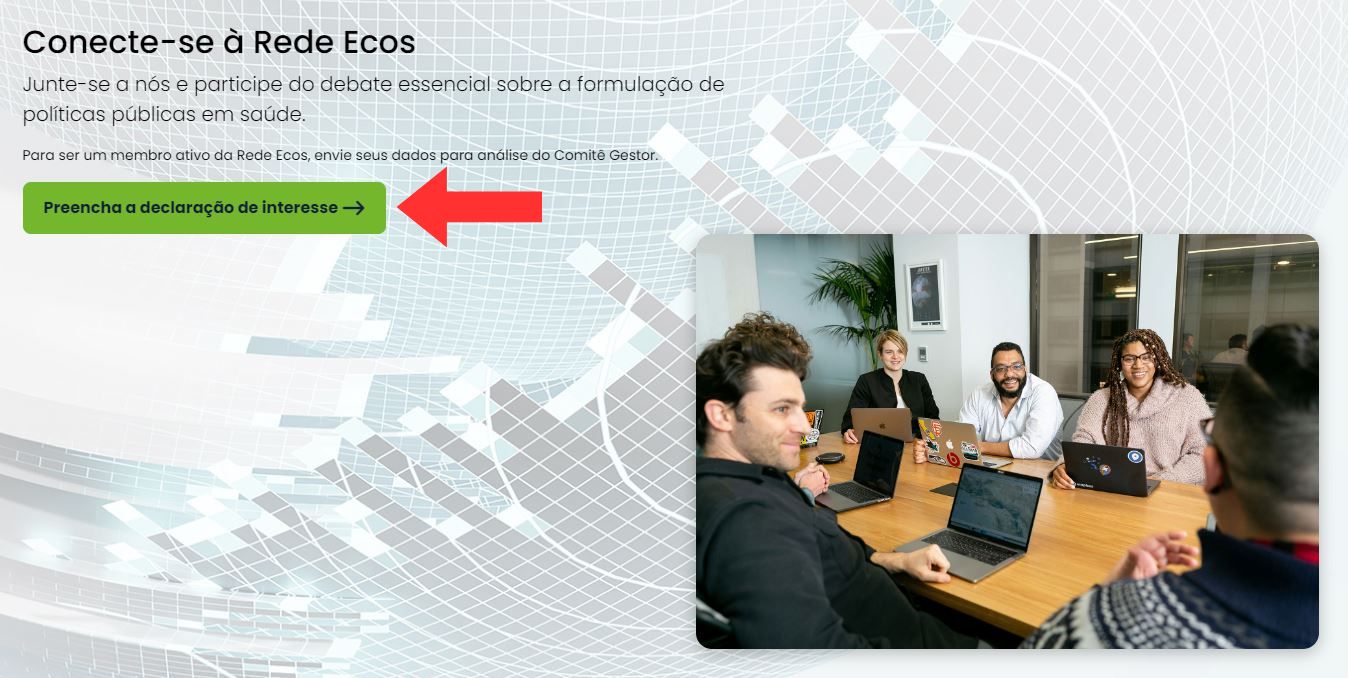 Conecte-se à Rede Ecos
Junte-se a nós e participe do debate essencial sobre a formulação de
políticas públicas em saúde.
Para ser um membro ativo da Rede Ecos, envie seus dados para análise do Comitê Gestor.
Preencha a declaração de interesse →